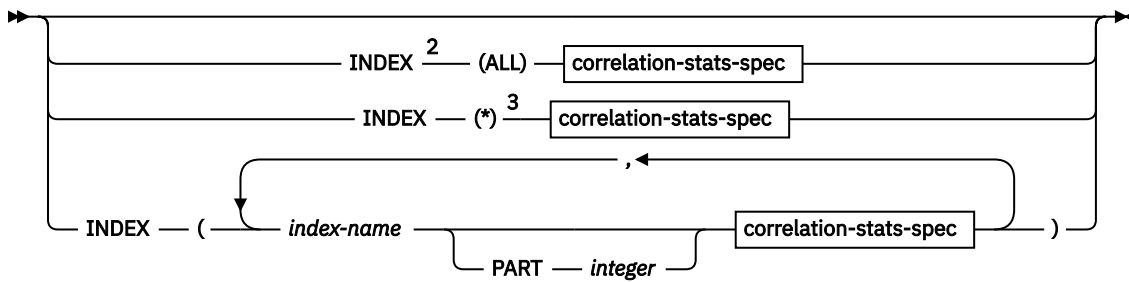 INDEX 2 (ALL) correlation-stats-spec
INDEX (*) 3 correlation-stats-spec
,
INDEX ( index-name correlation-stats-spec )
PART integer